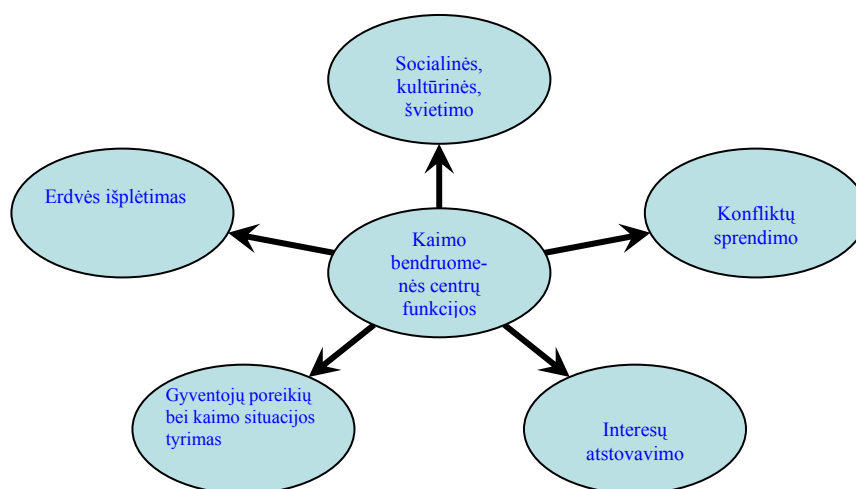 Socialinės,
kultūrinės,
švietimo
Erdvės išplėtimas
Konfliktų
sprendimo
Kaimo
bendruome-
nės centrų
funkcijos
Gyventojų poreikių
bei kaimo situacijos
tyrimas
Interesų
atstovavimo